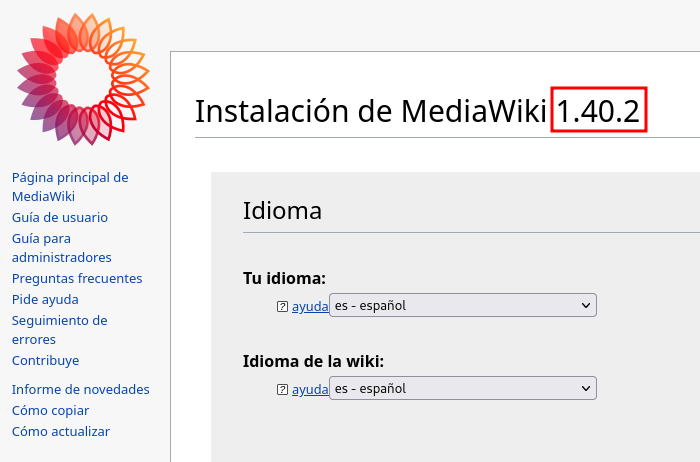 Instalación de MediaWiki 1.40.2
Página principal de
MediaWiki
Guía de usuario
Guía para
administradores
Preguntas frecuentes
Pide ayuda
Seguimiento de
errores
Contribuye
Informe de novedades
Cómo copiar
Cómo actualizar
Idioma
Tu idioma:
? ayuda es - español
Idioma de la wiki:
? ayuda es - español